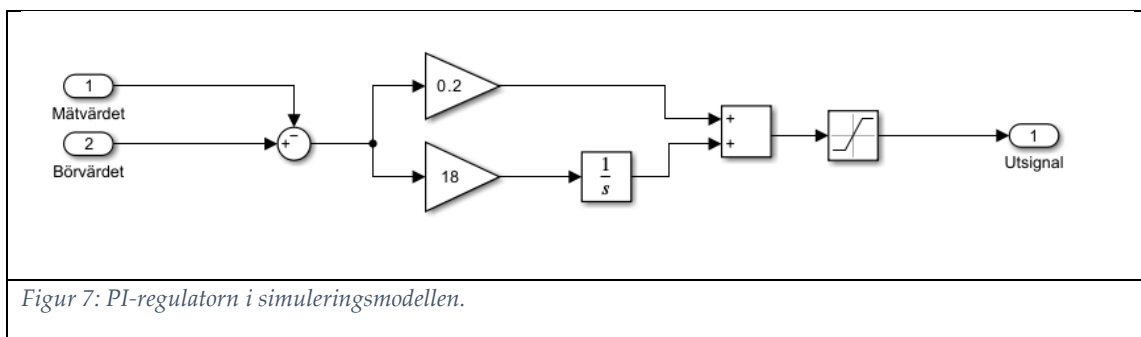 1
Mätvärdet
2
Börvärdet
−
+
0.2
18
1
s
+
+
1
Utsignal
Figur 7: PI-regulatorn i simuleringsmodellen.